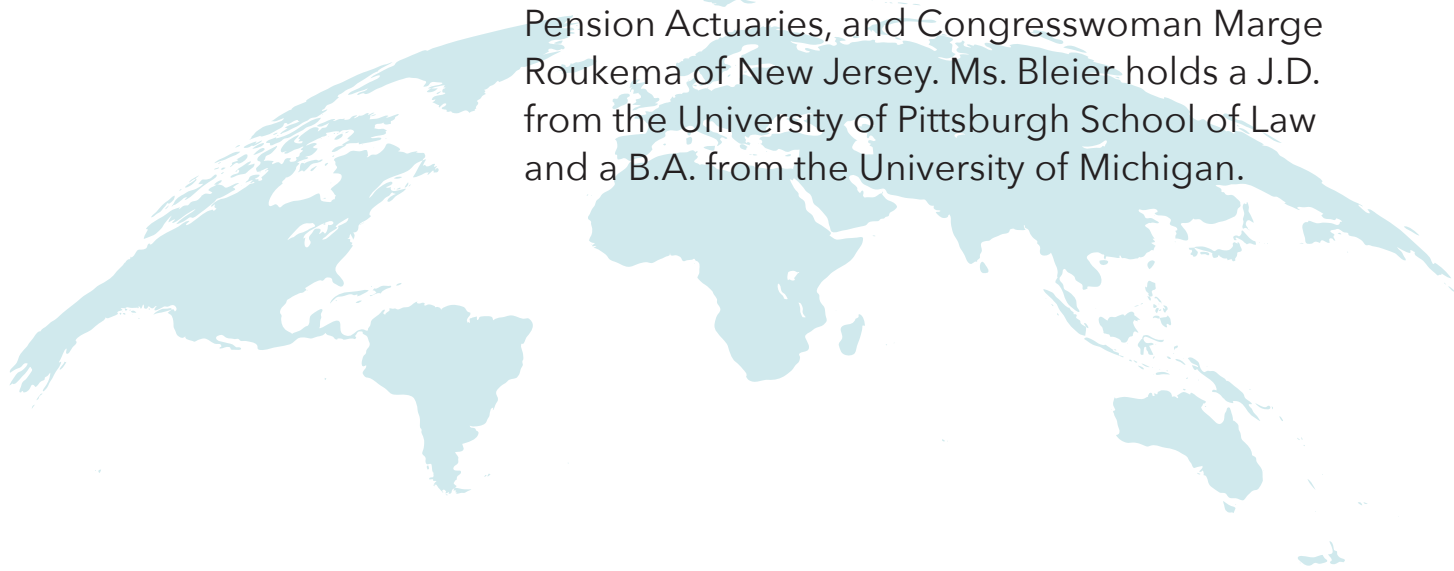 Pension Actuaries, and Congresswoman Marge
Roukema of New Jersey. Ms. Bleier holds a J.D.
from the University of Pittsburgh School of Law
and a B.A. from the University of Michigan.